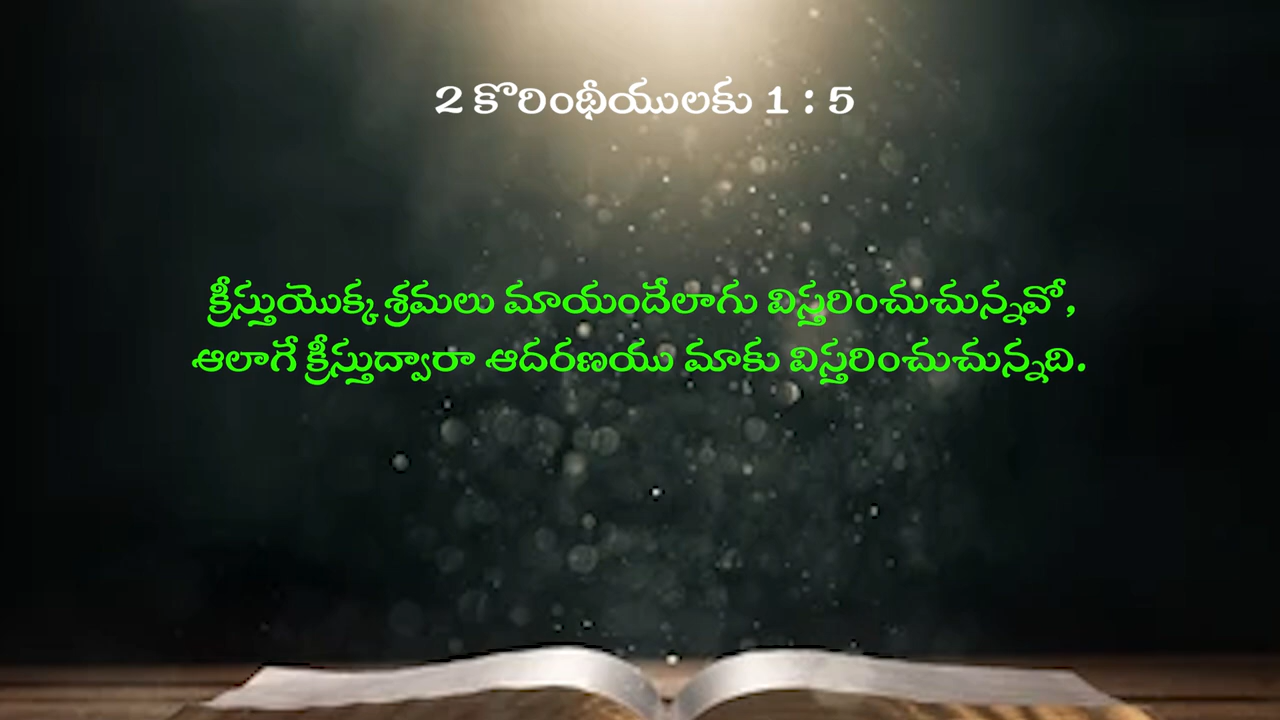 2 కొరింథీయులకు 1 : 5
క్రీస్తుయొక్క శ్రమలు మాయందేలాగు విస్తరించుచున్నవో,
ఆలాగే క్రీస్తుద్వారా ఆదరణయు మాకు విస్తరించుచున్నది.